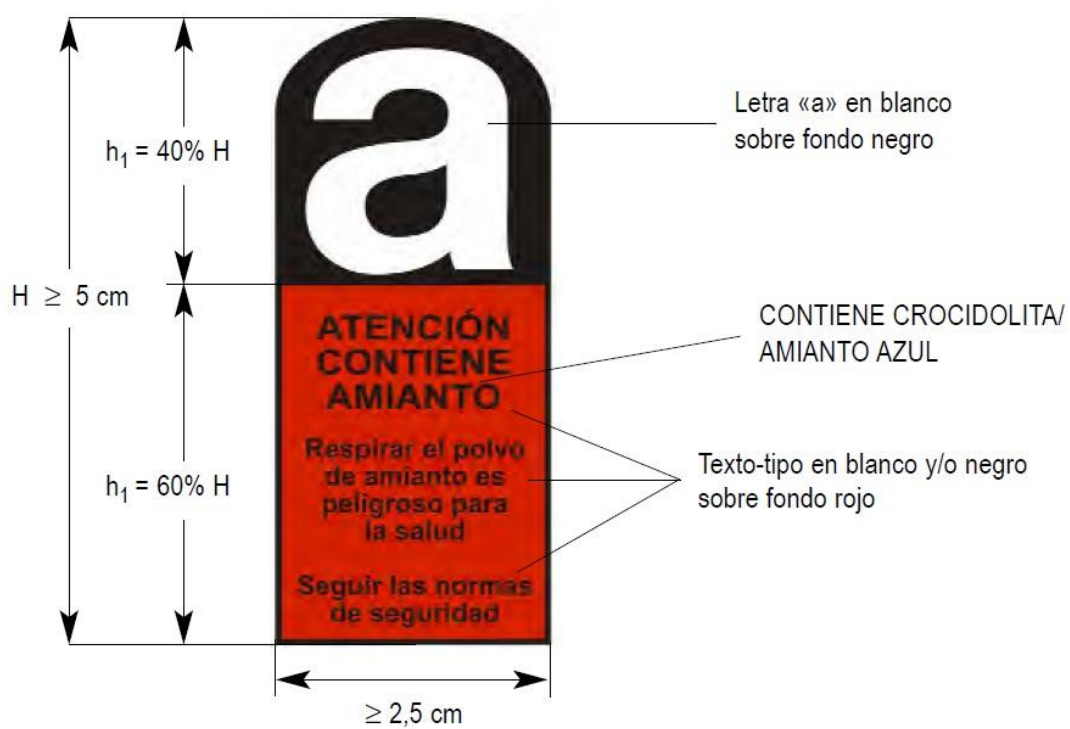 a
Letra «a» en blanco
sobre fondo negro
h₁ = 40% H
H ≥ 5 cm
ATENCIÓN
CONTIENE
AMIANTO
CONTIENE CROCIDOLITA/
AMIANTO AZUL
Respirar el polvo
de amianto es
peligroso para
la salud
h₁ = 60% H
Texto-tipo en blanco y/o negro
sobre fondo rojo
Seguir las normas
de seguridad
≥ 2,5 cm